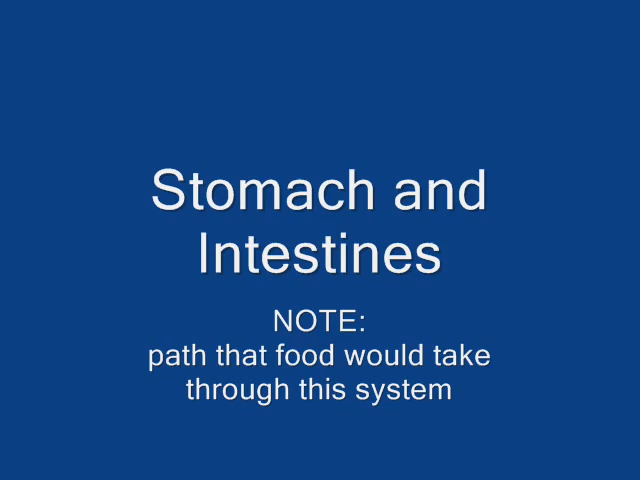 Stomach and
Intestines
NOTE:
path that food would take
through this system